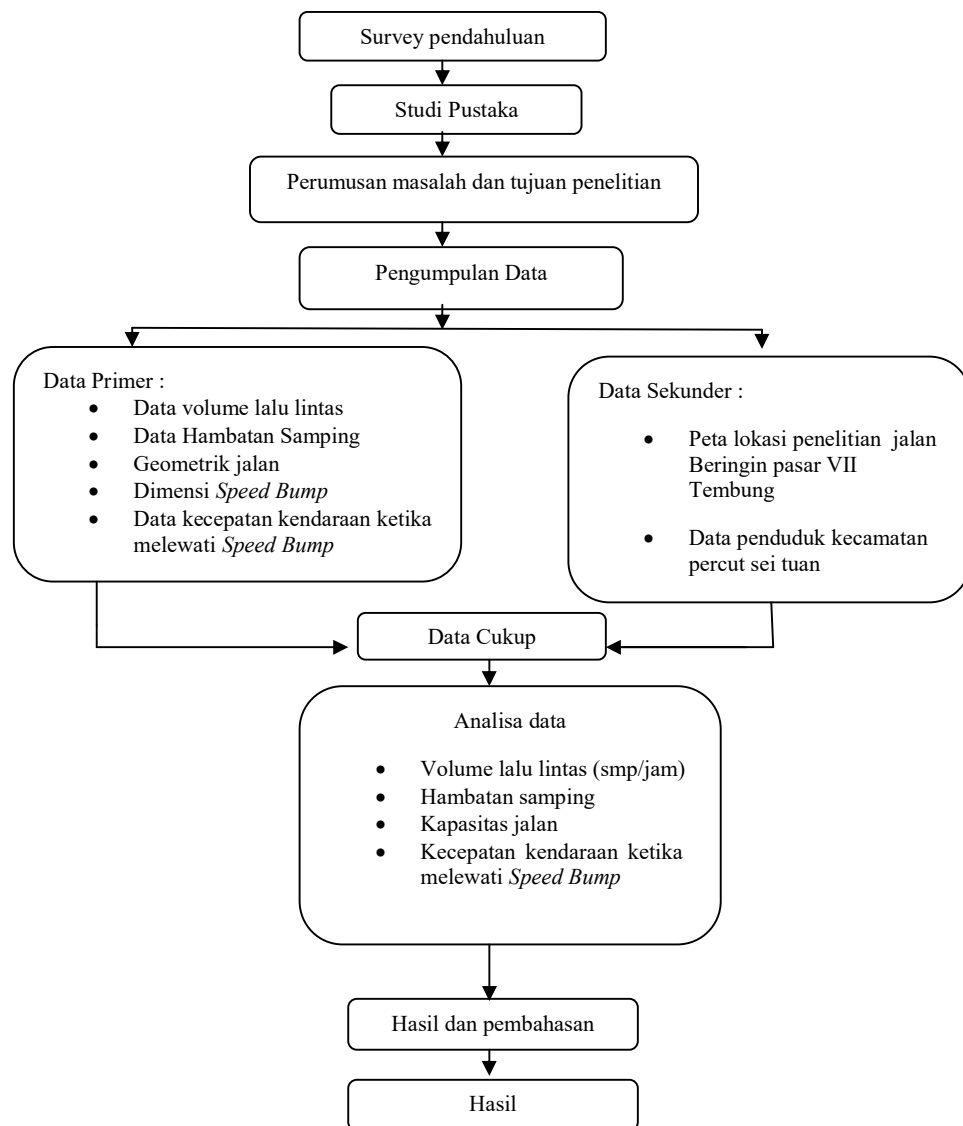 Survey pendahuluan
Studi Pustaka
Perumusan masalah dan tujuan penelitian
Pengumpulan Data
Data Primer :
• Data volume lalu lintas
• Data Hambatan Samping
• Geometrik jalan
• Dimensi Speed Bump
• Data kecepatan kendaraan ketika
melewati Speed Bump
Data Sekunder :
• Peta lokasi penelitian jalan
Beringin pasar VII
Tembung
• Data penduduk kecamatan
percut sei tuan
Data Cukup
Analisa data
• Volume lalu lintas (smp/jam)
• Hambatan samping
• Kapasitas jalan
• Kecepatan kendaraan ketika
melewati Speed Bump
Hasil dan pembahasan
Hasil